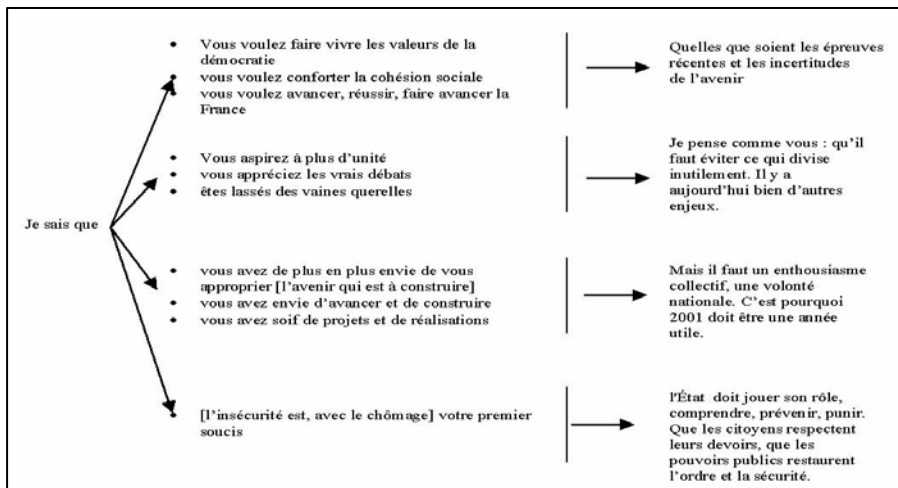 Vous voulez faire vivre les valeurs de la
démocratie
vous voulez conforter la cohésion sociale
vous voulez avancer, réussir, faire avancer la
France
Quelles que soient les épreuves
récentes et les incertitudes
de l'avenir
Vous aspirez à plus d'unité
vous appréciez les vrais débats
êtes lassés des vaines querelles
Je pense comme vous : qu'il
faut éviter ce qui divise
inutilement. Il y a
aujourd'hui bien d'autres
enjeux.
Je sais que
vous avez de plus en plus envie de vous
approprier [l'avenir qui est à construire]
vous avez envie d'avancer et de construire
vous avez soif de projets et de réalisations
Mais il faut un enthousiasme
collectif, une volonté
nationale. C'est pourquoi
2001 doit être une année
utile.
[l'insécurité est, avec le chômage] votre premier
soucis
l'État doit jouer son rôle,
comprendre, prévenir, punir.
Que les citoyens respectent
leurs devoirs, que les
pouvoirs publics restaurent
l'ordre et la sécurité.